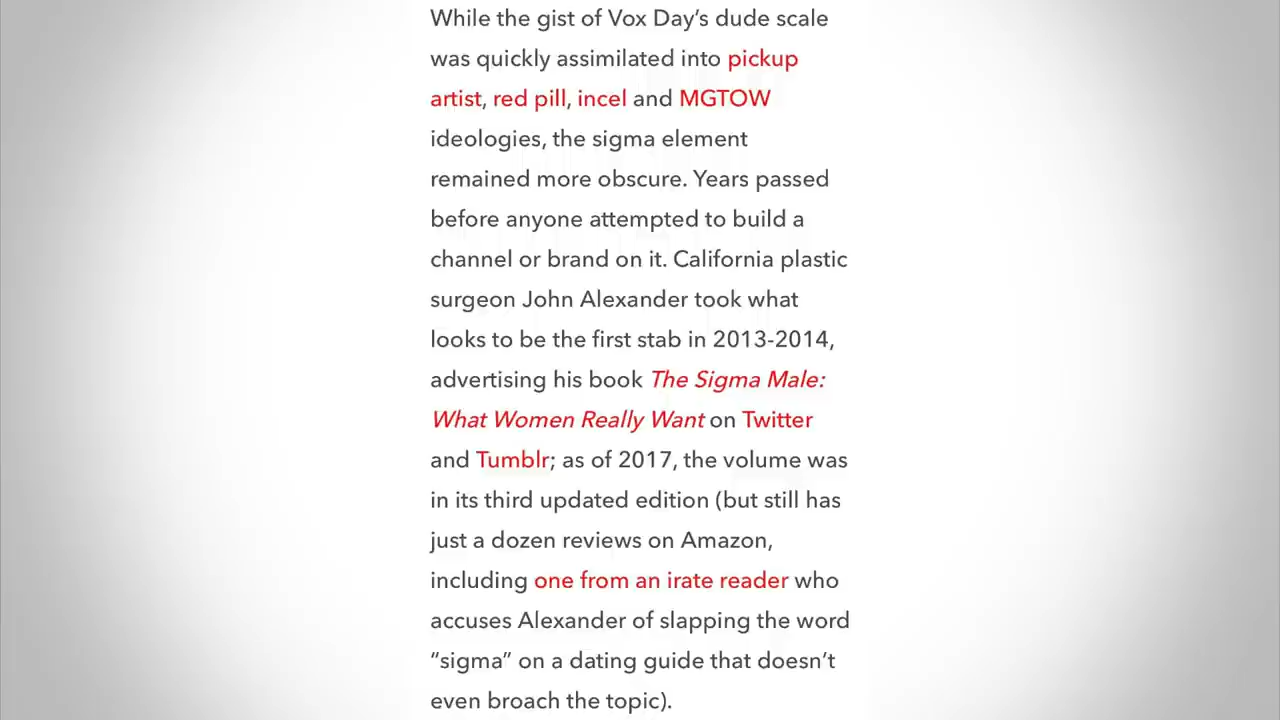 While the gist of Vox Day’s dude scale
was quickly assimilated into pickup
artist, red pill, incel and MGTOW
ideologies, the sigma element
remained more obscure. Years passed
before anyone attempted to build a
channel or brand on it. California plastic
surgeon John Alexander took what
looks to be the first stab in 2013-2014,
advertising his book The Sigma Male:
What Women Really Want on Twitter
and Tumblr; as of 2017, the volume was
in its third updated edition (but still has
just a dozen reviews on Amazon,
including one from an irate reader who
accuses Alexander of slapping the word
“sigma” on a dating guide that doesn’t
even broach the topic).